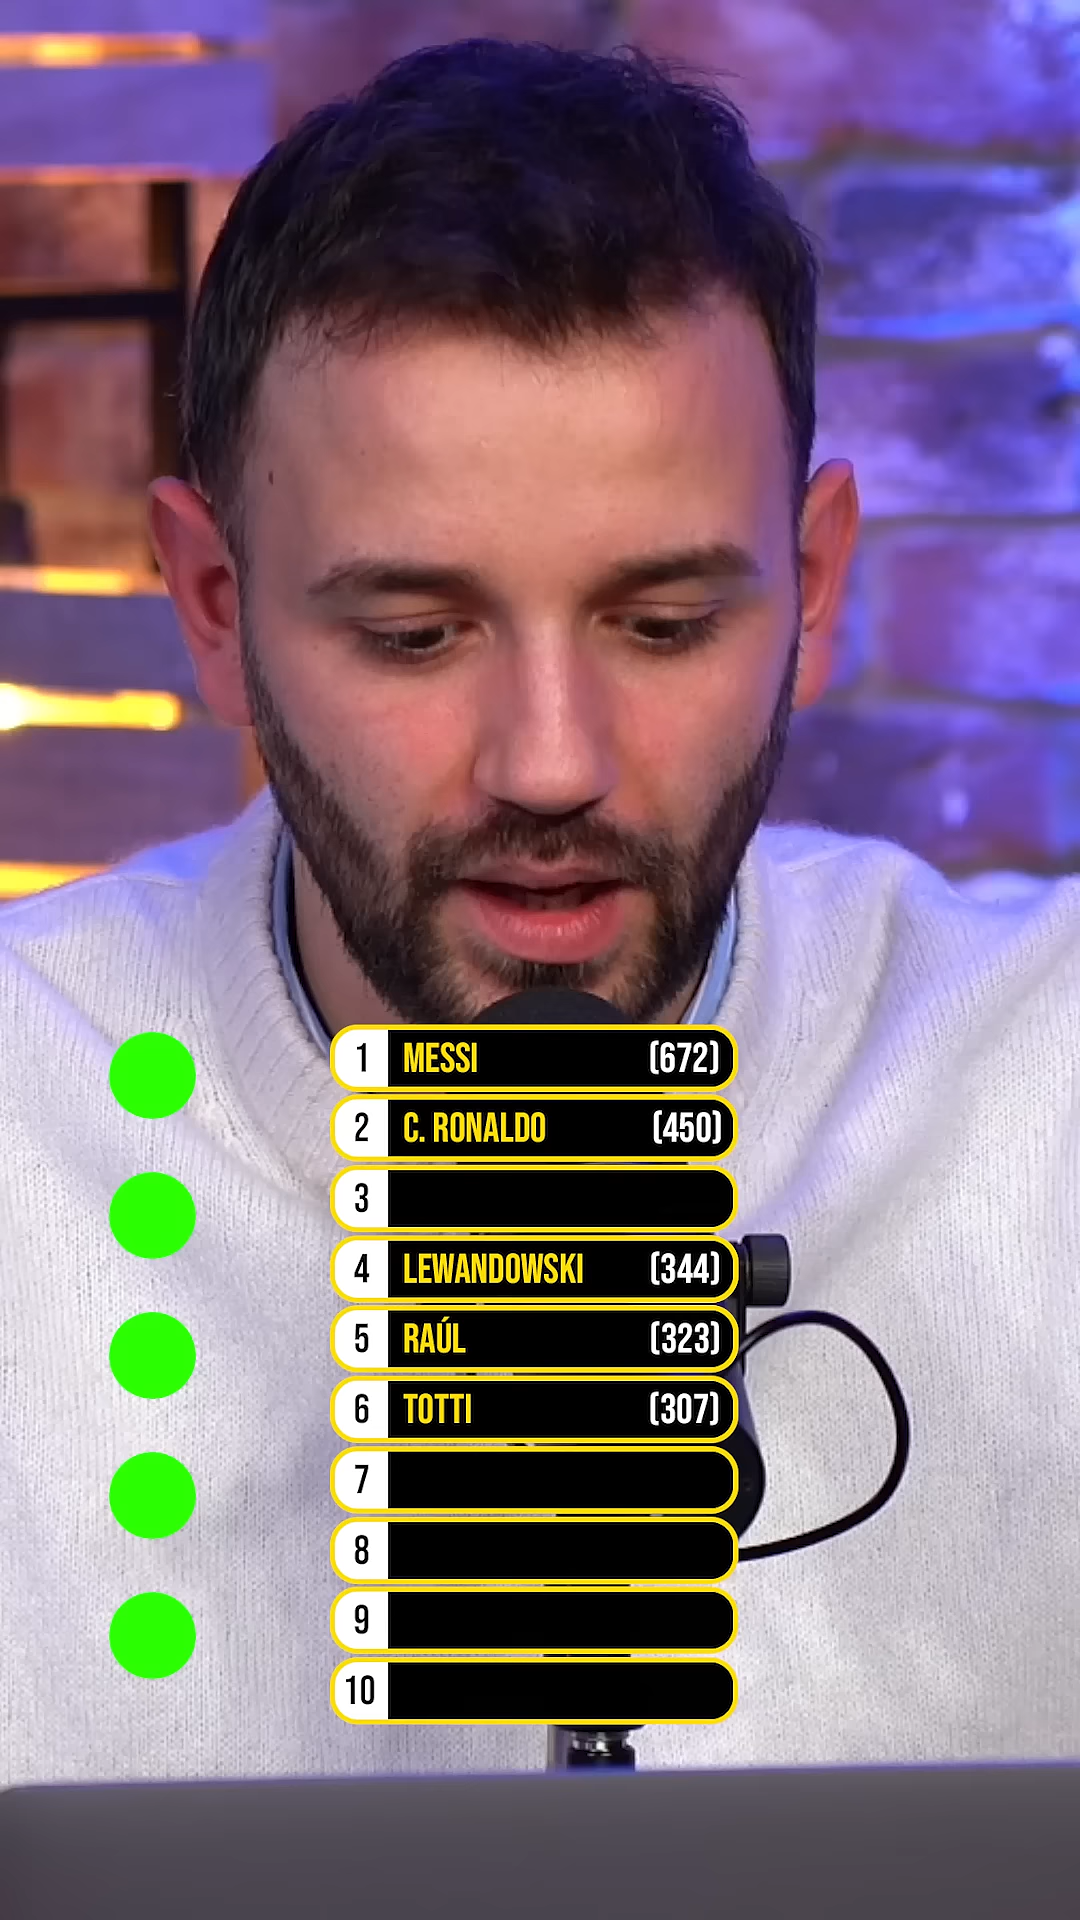 1 MESSI (672)
2 C. RONALDO (450)
3
4 LEWANDOWSKI (344)
5 RAÚL (323)
6 TOTTI (307)
7
8
9
10